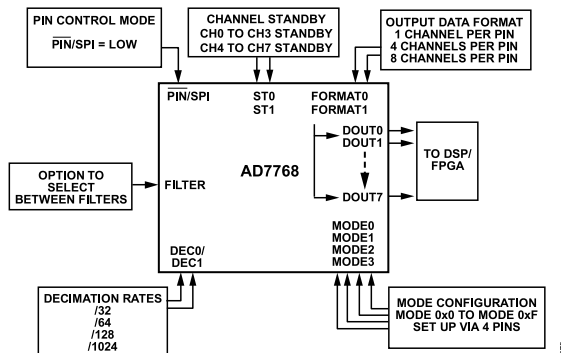 PIN CONTROL MODE
PIN/SPI = LOW
CHANNEL STANDBY
CH0 TO CH3 STANDBY
CH4 TO CH7 STANDBY
OUTPUT DATA FORMAT
1 CHANNEL PER PIN
4 CHANNELS PER PIN
8 CHANNELS PER PIN
PIN/SPI
ST0
ST1
FORMAT0
FORMAT1
DOUT0
DOUT1
DOUT7
TO DSP/
FPGA
AD7768
OPTION TO
SELECT
BETWEEN FILTERS
FILTER
MODE0
MODE1
MODE2
MODE3
DEC0/
DEC1
DECIMATION RATES
/32
/64
/128
/1024
MODE CONFIGURATION
MODE 0x0 TO MODE 0xF
SET UP VIA 4 PINS